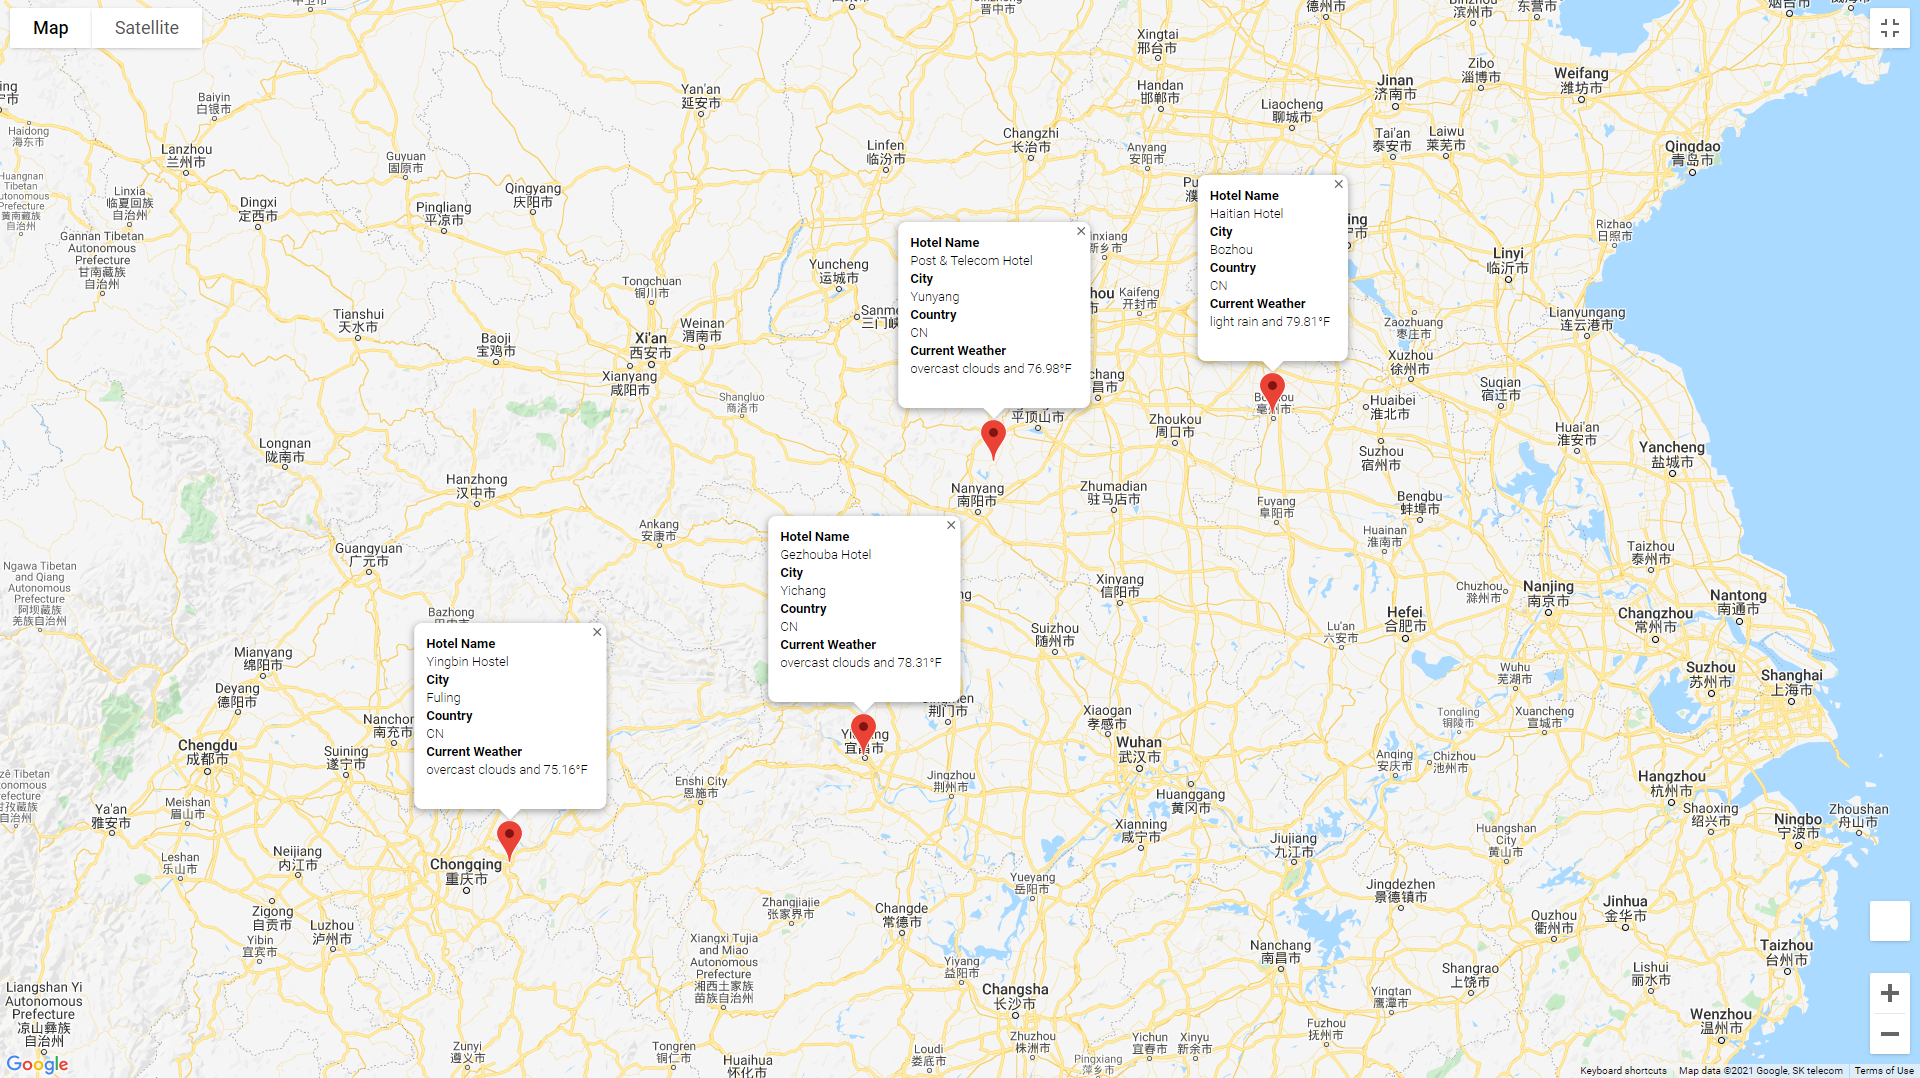 Map
Satellite
Hotel Name
Haitian Hotel
City
Bozhou
Country
CN
Current Weather
light rain and 79.81°F
Hotel Name
Post & Telecom Hotel
City
Yunyang
Country
CN
Current Weather
overcast clouds and 76.98°F
Hotel Name
Gezhouba Hotel
City
Yichang
Country
CN
Current Weather
overcast clouds and 78.31°F
Hotel Name
Yingbin Hostel
City
Fuling
Country
CN
Current Weather
overcast clouds and 75.16°F
Xingtai
邢台市
Handan
邯郸市
Jinan
济南市
Zibo
淄博市
Weifang
潍坊市
Liaocheng
聊城市
Tai'an
泰安市
Laiwu
莱芜市
Qingdao
青岛市
Yan'an
延安市
Baiyin
白银市
Haidong
海东市
Lanzhou
兰州市
Guyuan
固原市
Linfen
临汾市
Changzhi
长治市
Anyang
安阳市
Linxia
临夏回族
自治州
Dingxi
定西市
Pingliang
平凉市
Qingyang
庆阳市
Gannan Tibetan
Autonomous
Prefecture
甘南藏族
自治州
Rizhao
日照市
Linyi
临沂市
Yuncheng
运城市
Tongchuan
铜川市
Kaifeng
开封市
Tianshui
天水市
Baoji
宝鸡市
Xi'an
西安市
Weinan
渭南市
Xianyang
咸阳市
Lianyungang
连云港市
Zaozhuang
枣庄市
Xuzhou
徐州市
Suqian
宿迁市
Shangluo
商洛市
平顶山市
Zhoukou
周口市
Huaibei
淮北市
Huai'an
淮安市
Yancheng
盐城市
Suzhou
宿州市
Longnan
陇南市
Hanzhong
汉中市
Nanyang
南阳市
Zhumadian
驻马店市
Fuyang
阜阳市
Bengbu
蚌埠市
Huainan
淮南市
Ankang
安康市
Guangyuan
广元市
Ngawa Tibetan
and Qiang
Autonomous
Prefecture
阿坝藏族
羌族自治州
Taizhou
泰州市
Xinyang
信阳市
Chuzhou
滁州市
Nanjing
南京市
Nantong
南通市
Changzhou
常州市
Hefei
合肥市
Bazhong
Suizhou
随州市
Lu'an
六安市
Mianyang
绵阳市
Deyang
德阳市
Wuhu
芜湖市
Suzhou
苏州市
Shanghai
上海市
荆门市
Xiaogan
孝感市
Tongling
铜陵市
Xuancheng
宣城市
Chengdu
成都市
Suining
遂宁市
南充市
Wuhan
武汉市
Anqing
安庆市
Chizhou
池州市
Enshi City
恩施市
Jingzhou
荆州市
Huanggang
黄冈市
Hangzhou
杭州市
Shaoxing
绍兴市
Zhoushan
舟山市
Ningbo
宁波市
Ya'an
雅安市
Meishan
眉山市
Leshan
乐山市
Neijiang
内江市
Chongqing
重庆市
Xianning
咸宁市
Jiujiang
九江市
Huangshan
City
黄山市
Yueyang
岳阳市
Jingdezhen
景德镇市
Zhangjiajie
张家界市
Changde
常德市
Zigong
自贡市
Luzhou
泸州市
Yibin
宜宾市
Quzhou
衢州市
Jinhua
金华市
Xiangxi Tujia
and Miao
Autonomous
Prefecture
湘西土家族
苗族自治州
Nanchang
南昌市
Taizhou
台州市
Yiyang
益阳市
Shangrao
上饶市
Lishui
丽水市
Liangshan Yi
Autonomous
Prefecture
凉山彝族
自治州
Changsha
长沙市
Yingtan
鹰潭市
Wenzhou
温州市
Zunyi
遵义市
Tongren
铜仁市
Huaihua
怀化市
Loudi
娄底市
Zhuzhou
株洲市
Pingxiang
萍乡市
Yichun
宜春市
Xinyu
新余市
Fuzhou
抚州市
Google
Keyboard shortcuts
Map data ©2021 Google, SK telecom
Terms of Use